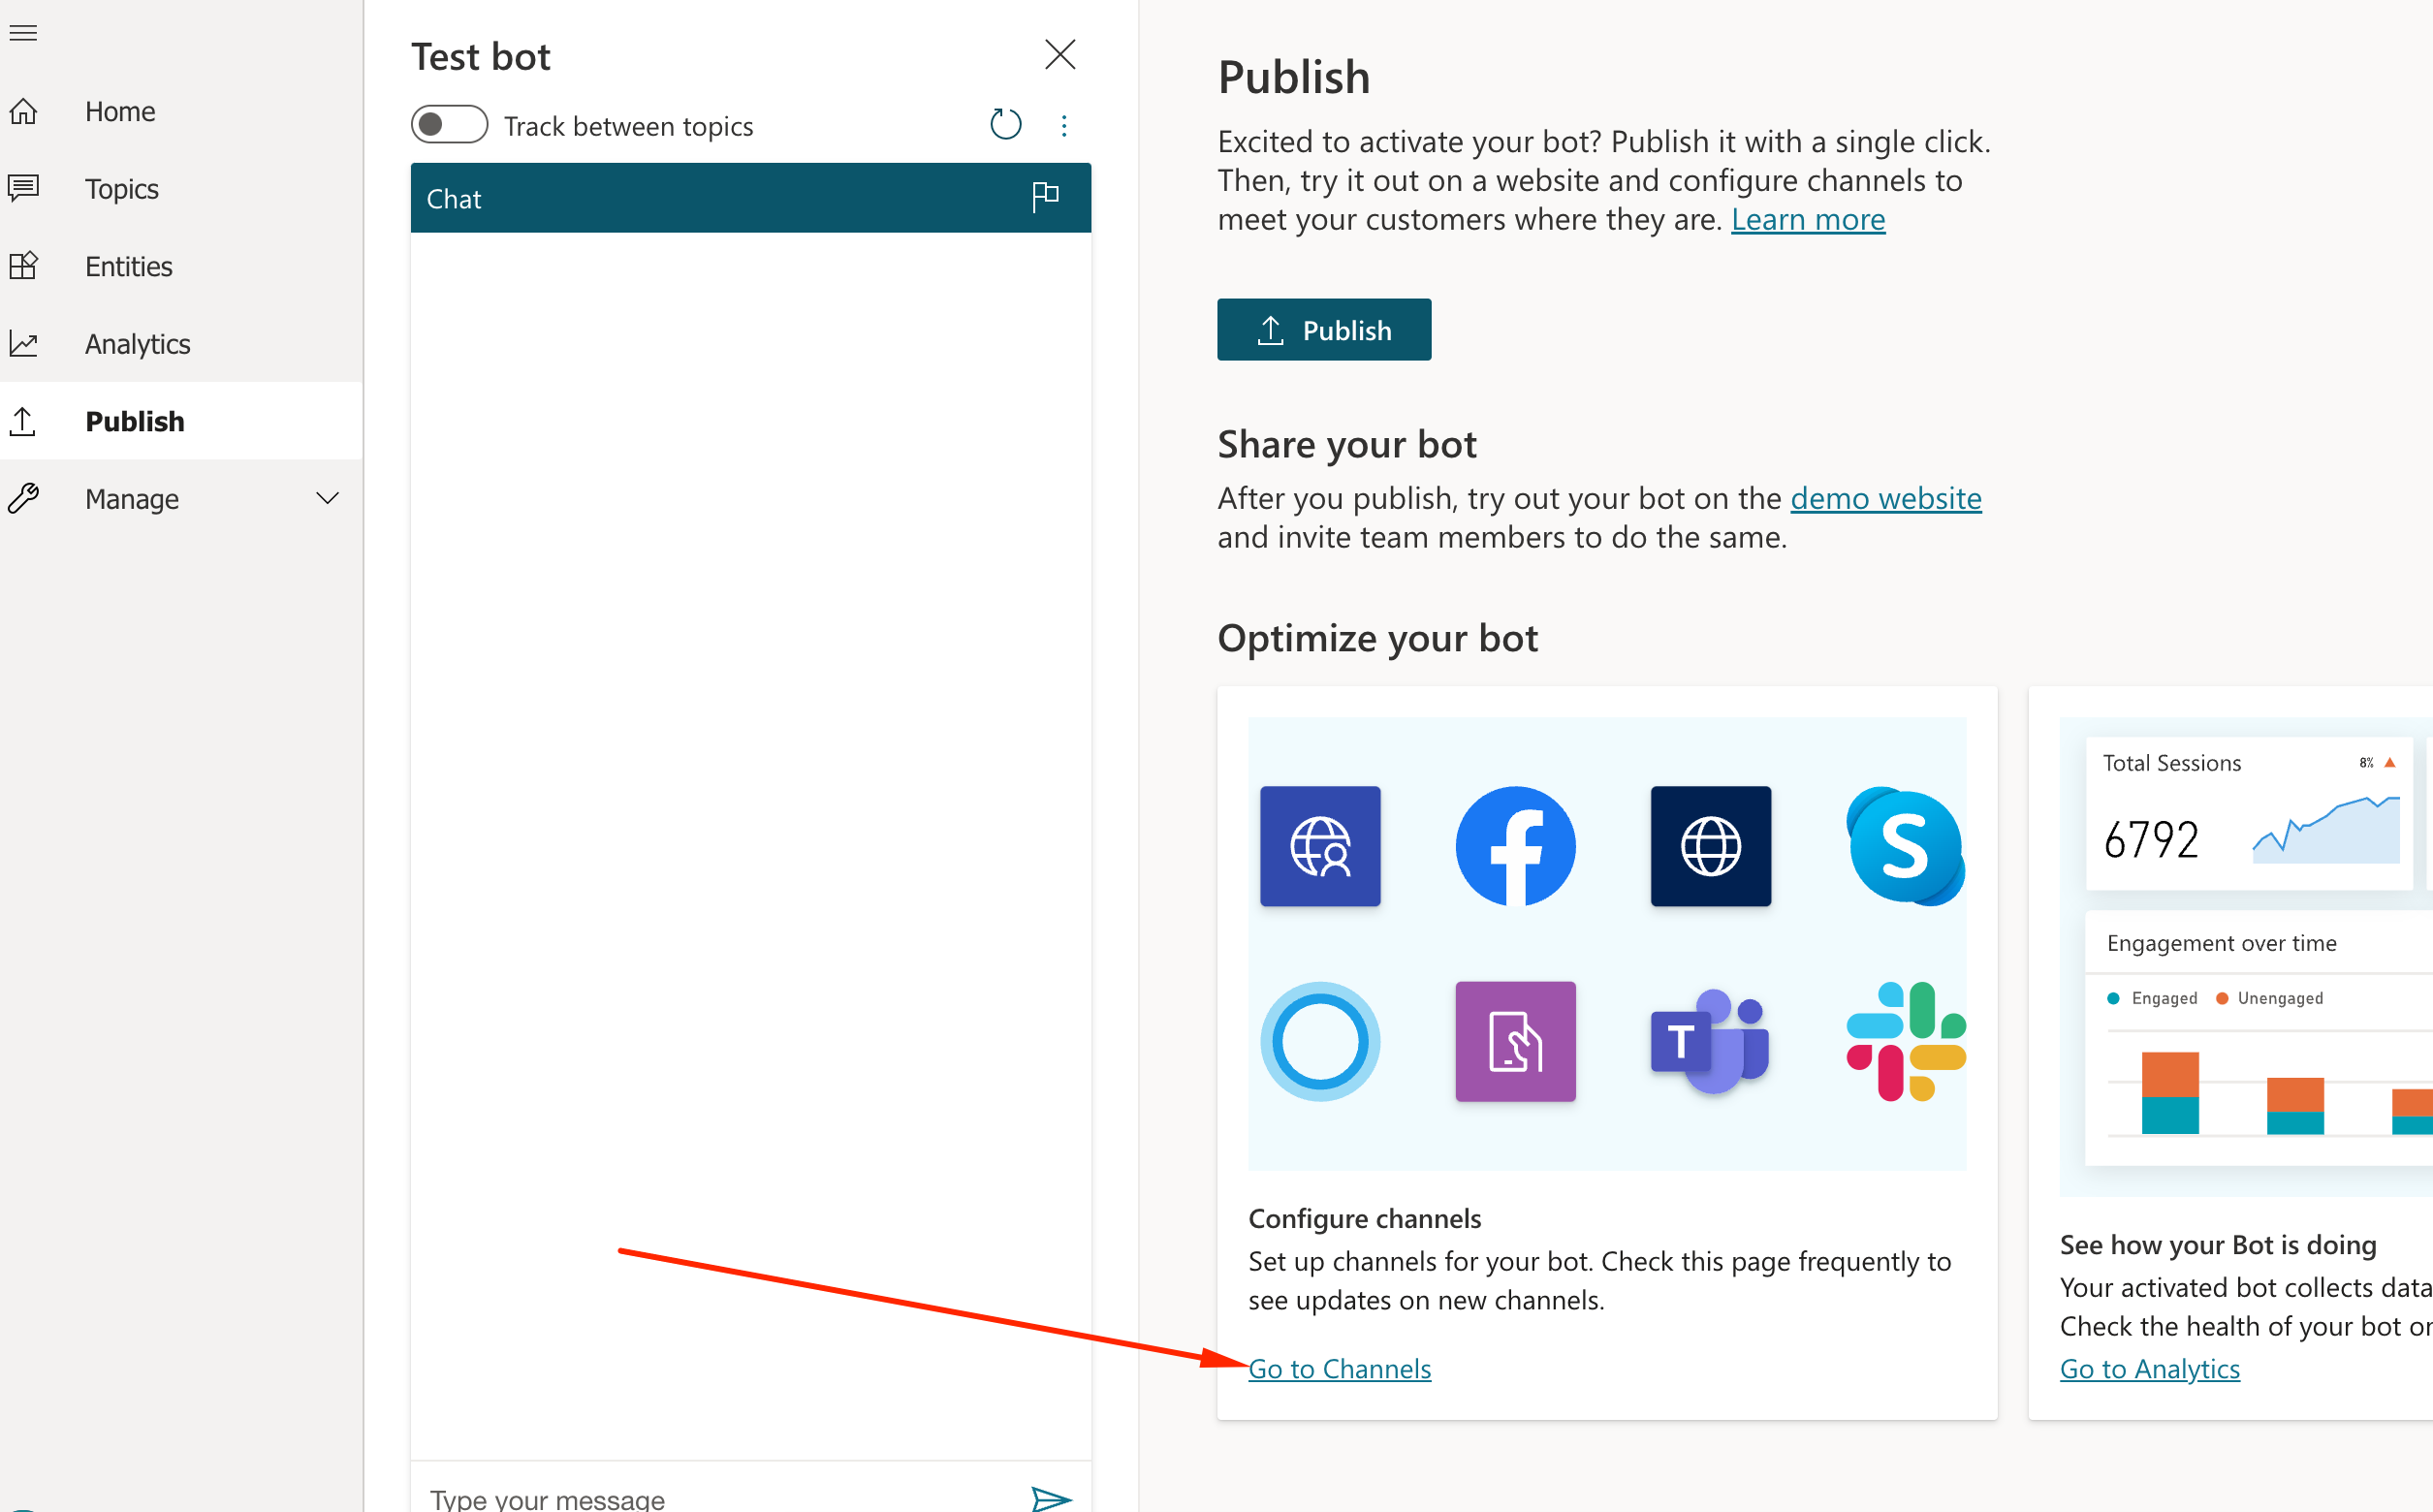 Home
Topics
Entities
Analytics
Publish
Manage
Test bot
Track between topics
Chat
Type your message
Publish
Excited to activate your bot? Publish it with a single click.
Then, try it out on a website and configure channels to
meet your customers where they are. Learn more
Publish
Share your bot
After you publish, try out your bot on the demo website
and invite team members to do the same.
Optimize your bot
S
T
Configure channels
Set up channels for your bot. Check this page frequently to
see updates on new channels.
Go to Channels
Total Sessions
8%
6792
Engagement over time
Engaged
Unengaged
See how your Bot is doing
Your activated bot collects data
Check the health of your bot on
Go to Analytics